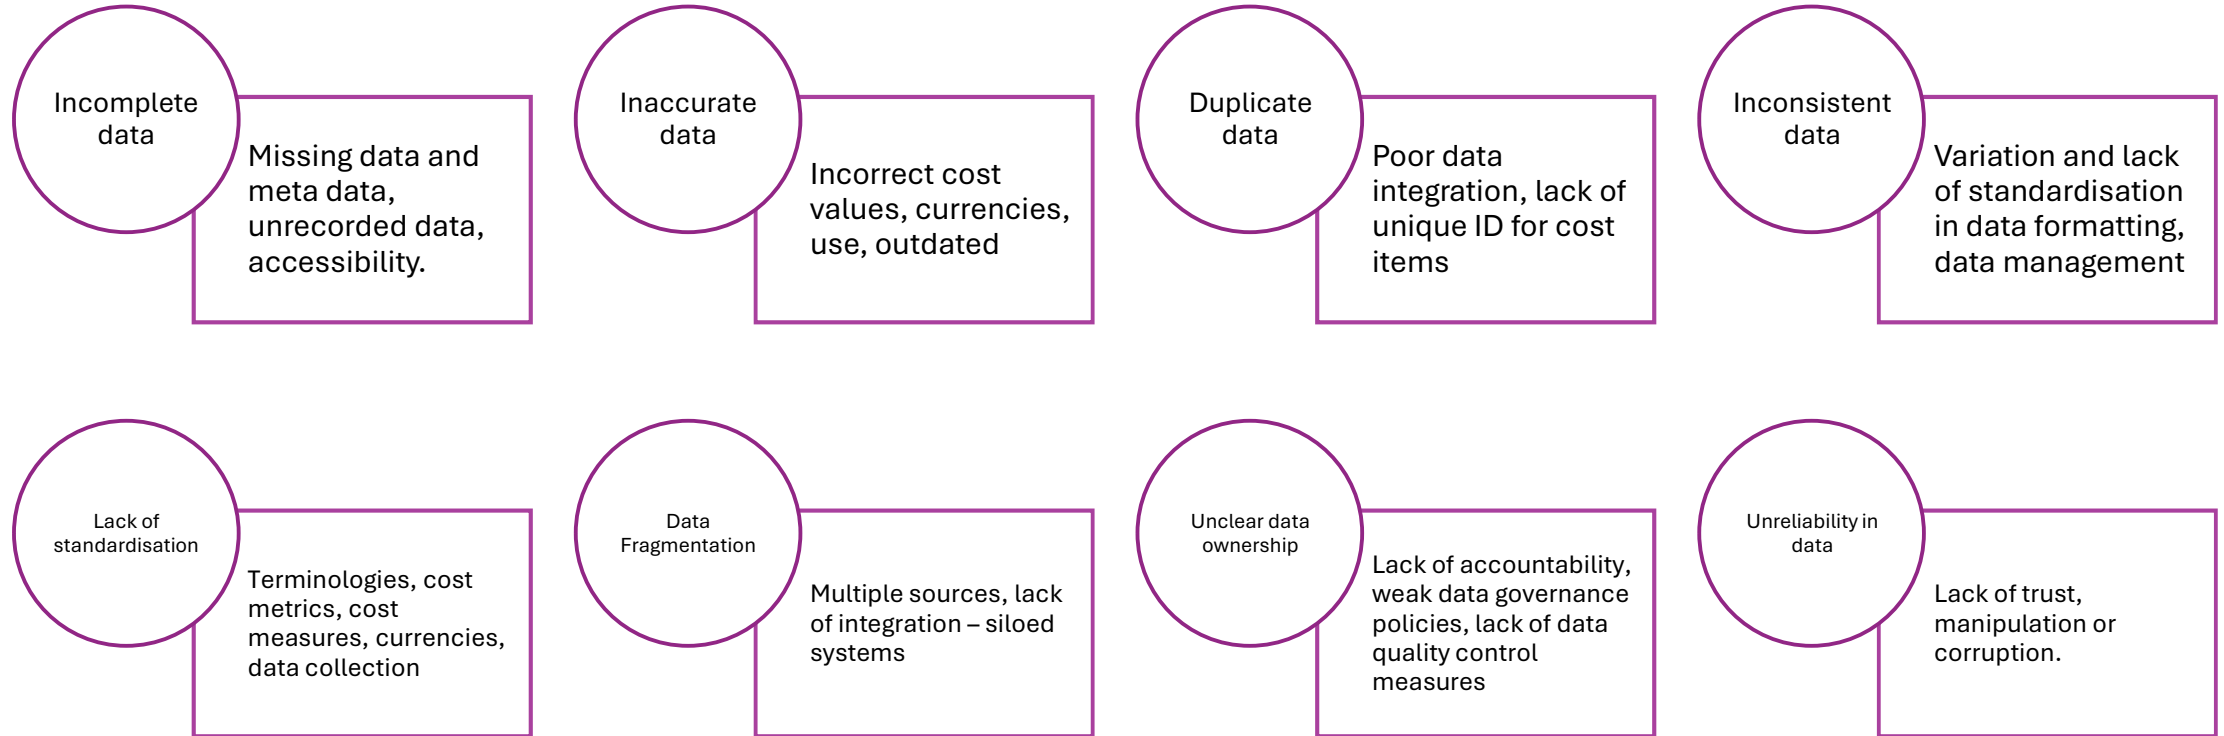 Incomplete
data
Missing data and
meta data,
unrecorded data,
accessibility.
Inaccurate
data
Incorrect cost
values, currencies,
use, outdated
Duplicate
data
Poor data
integration, lack of
unique ID for cost
items
Inconsistent
data
Variation and lack
of standardisation
in data formatting,
data management
Lack of
standardisation
Terminologies, cost
metrics, cost
measures, currencies,
data collection
Data
Fragmentation
Multiple sources, lack
of integration – siloed
systems
Unclear data
ownership
Lack of accountability,
weak data governance
policies, lack of data
quality control
measures
Unreliability in
data
Lack of trust,
manipulation or
corruption.